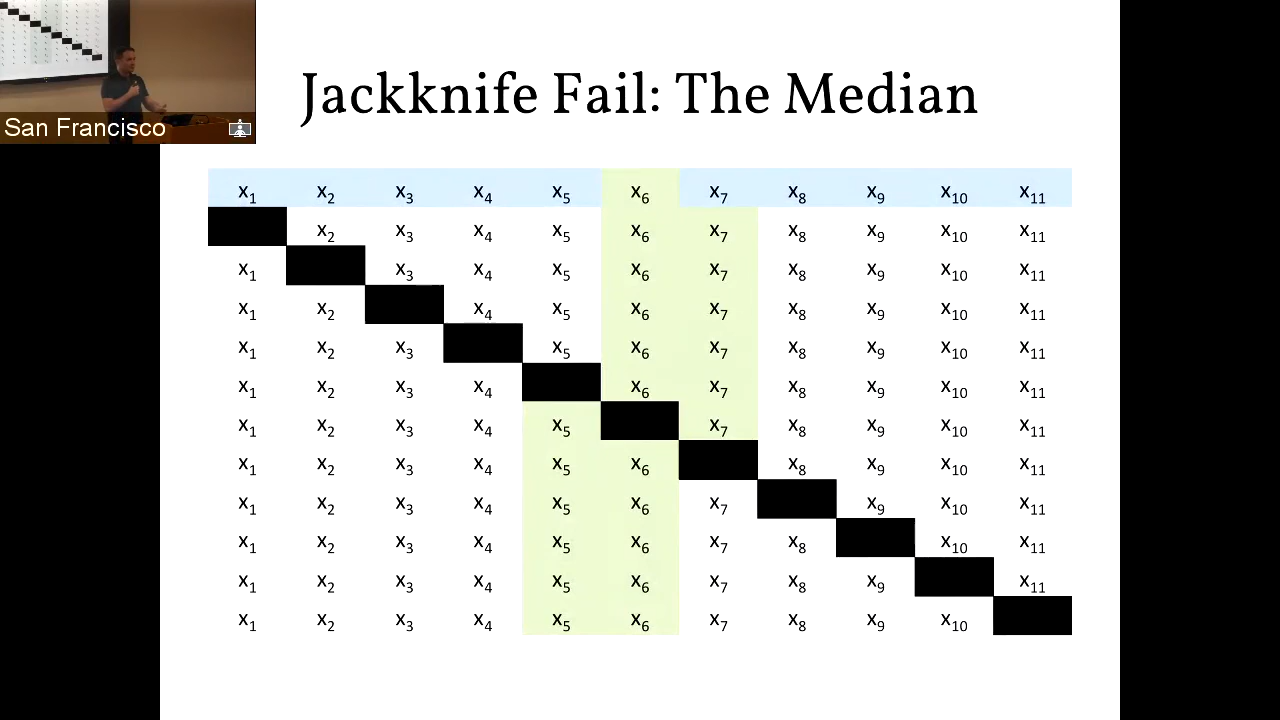 San Francisco
Jackknife Fail: The Median
x₁ x₂ x₃ x₄ x₅ x₆ x₇ x₈ x₉ x₁₀ x₁₁
x₂ x₃ x₄ x₅ x₆ x₇ x₈ x₉ x₁₀ x₁₁
x₁ x₃ x₄ x₅ x₆ x₇ x₈ x₉ x₁₀ x₁₁
x₁ x₂ x₄ x₅ x₆ x₇ x₈ x₉ x₁₀ x₁₁
x₁ x₂ x₃ x₅ x₆ x₇ x₈ x₉ x₁₀ x₁₁
x₁ x₂ x₃ x₄ x₆ x₇ x₈ x₉ x₁₀ x₁₁
x₁ x₂ x₃ x₄ x₅ x₇ x₈ x₉ x₁₀ x₁₁
x₁ x₂ x₃ x₄ x₅ x₆ x₈ x₉ x₁₀ x₁₁
x₁ x₂ x₃ x₄ x₅ x₆ x₇ x₉ x₁₀ x₁₁
x₁ x₂ x₃ x₄ x₅ x₆ x₇ x₈ x₁₀ x₁₁
x₁ x₂ x₃ x₄ x₅ x₆ x₇ x₈ x₉ x₁₁
x₁ x₂ x₃ x₄ x₅ x₆ x₇ x₈ x₉ x₁₀